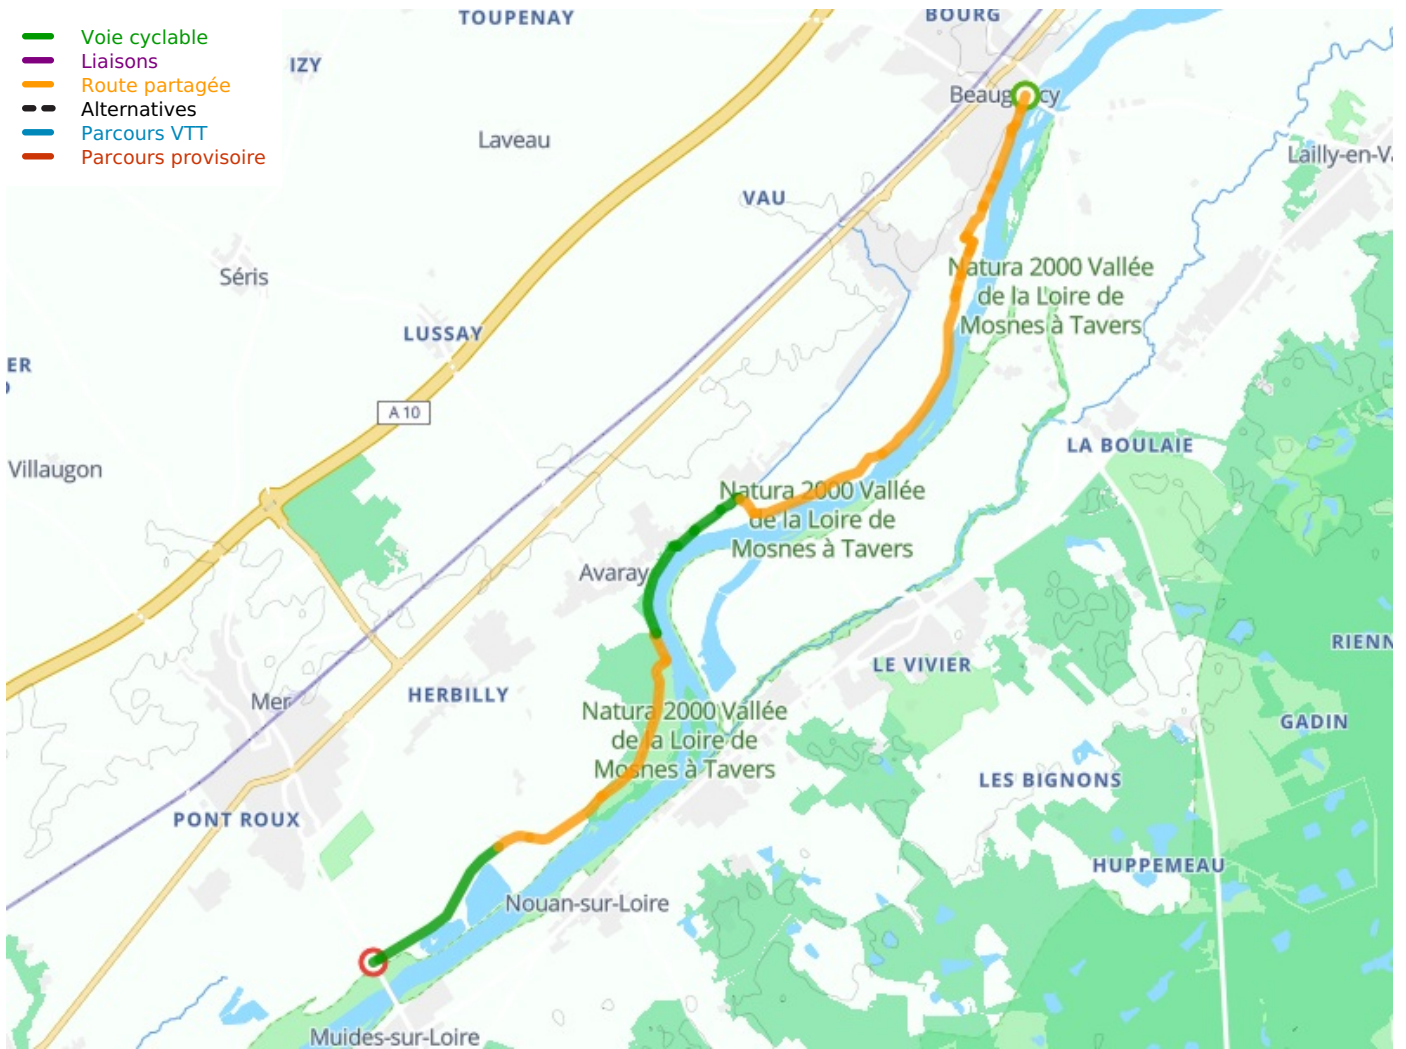 TOUPENAY
BOURG
Voie cyclable
Liaisons
Route partagée
Alternatives
Parcours VTT
Parcours provisoire
IZY
Laveau
Lailly-en-Va
VAU
Séris
Natura 2000 Vallée
de la Loire de
Mosnes à Tavers
LUSSAY
ER
A 10
LA BOULAIE
Villaugon
Natura 2000 Vallée
de la Loire de
Mosnes à Tavers
Avaray
RIENN
LE VIVIER
Mer
HERBILLY
Natura 2000 Vallée
de la Loire de
Mosnes à Tavers
GADIN
LES BIGNONS
PONT ROUX
HUPPEMEAU
Nouan-sur-Loire
Muides-sur-Loire